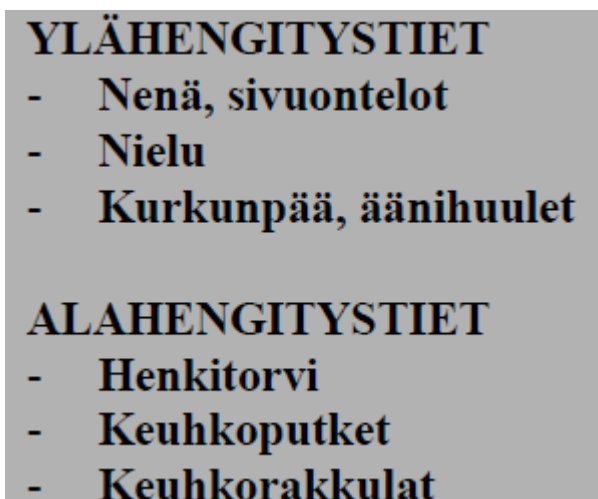 YLÄHENGITYSTIET
- Nenä, sivuontelot
- Nielu
- Kurkunpää, äänihuulet
ALAHENGITYSTIET
- Henkitorvi
- Keuhkoputket
- Keuhkorakkulat